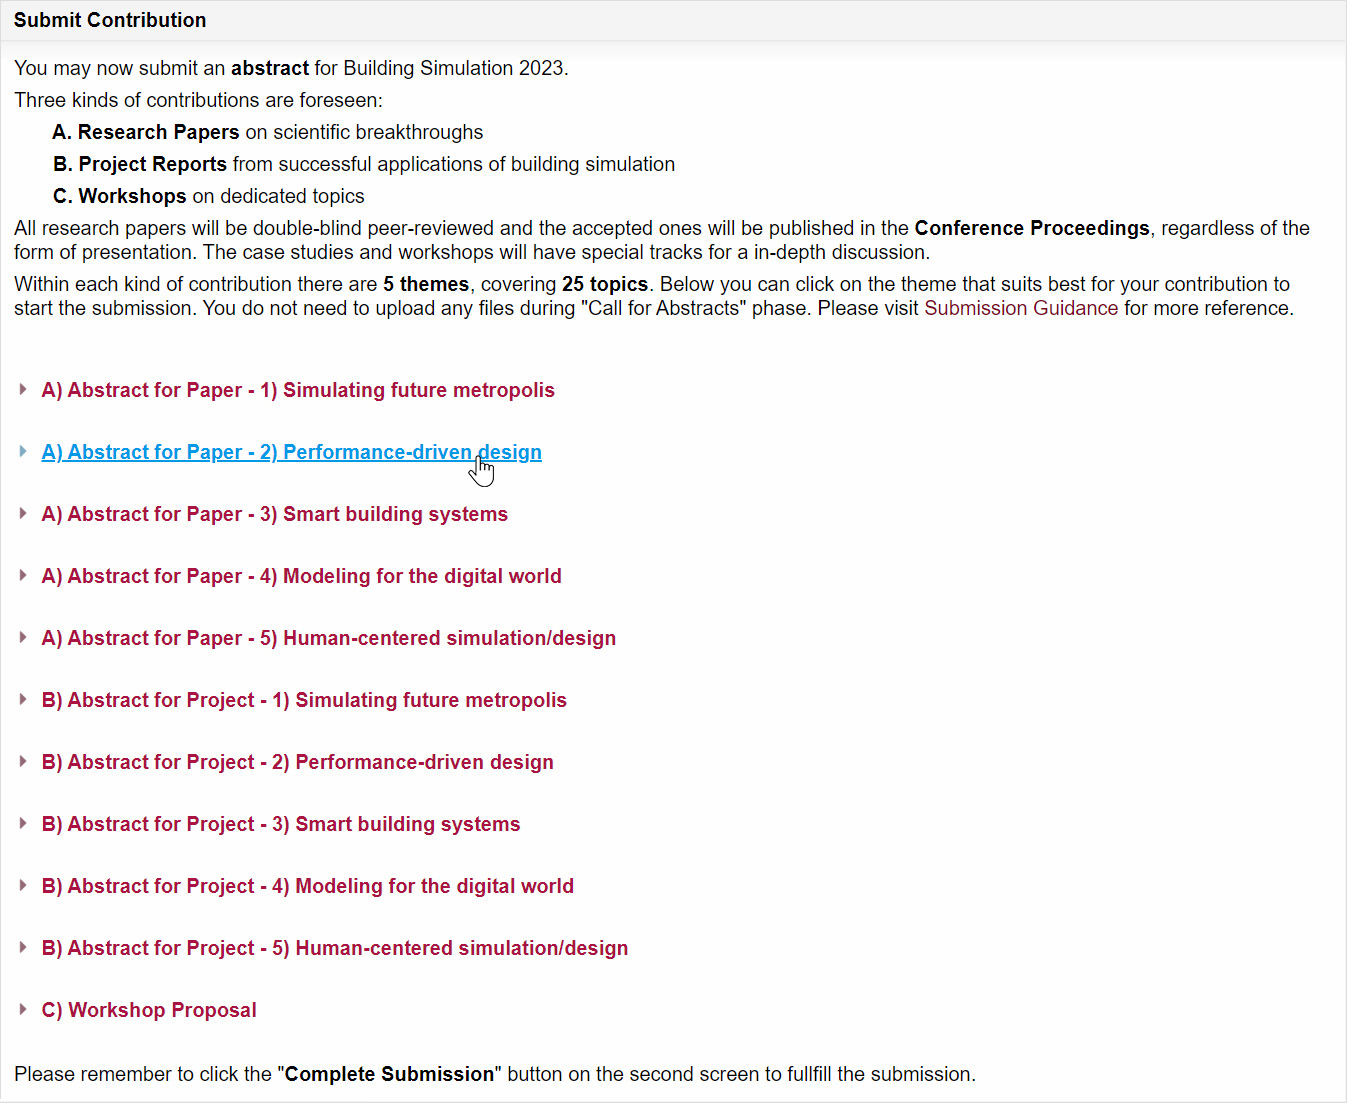 Submit Contribution
You may now submit an abstract for Building Simulation 2023.
Three kinds of contributions are foreseen:
A. Research Papers on scientific breakthroughs
B. Project Reports from successful applications of building simulation
C. Workshops on dedicated topics
All research papers will be double-blind peer-reviewed and the accepted ones will be published in the Conference Proceedings, regardless of the
form of presentation. The case studies and workshops will have special tracks for a in-depth discussion.
Within each kind of contribution there are 5 themes, covering 25 topics. Below you can click on the theme that suits best for your contribution to
start the submission. You do not need to upload any files during "Call for Abstracts" phase. Please visit Submission Guidance for more reference.
A) Abstract for Paper - 1) Simulating future metropolis
A) Abstract for Paper - 2) Performance-driven design
A) Abstract for Paper - 3) Smart building systems
A) Abstract for Paper - 4) Modeling for the digital world
A) Abstract for Paper - 5) Human-centered simulation/design
B) Abstract for Project - 1) Simulating future metropolis
B) Abstract for Project - 2) Performance-driven design
B) Abstract for Project - 3) Smart building systems
B) Abstract for Project - 4) Modeling for the digital world
B) Abstract for Project - 5) Human-centered simulation/design
C) Workshop Proposal
Please remember to click the "Complete Submission" button on the second screen to fullfill the submission.